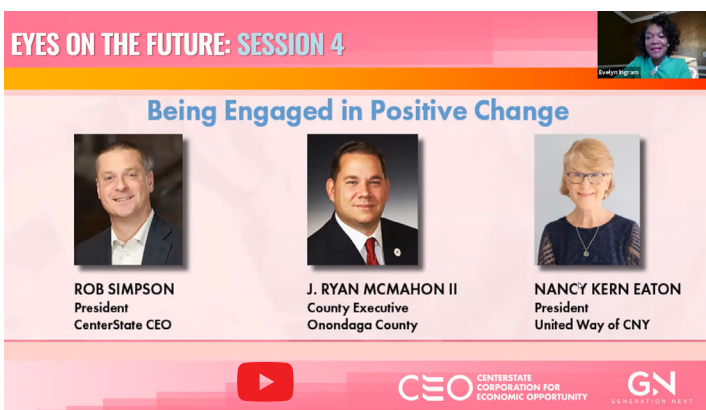 EYES ON THE FUTURE: SESSION 4
Evelyn Ingram
Being Engaged in Positive Change
ROB SIMPSON
President
CenterState CEO
J. RYAN MCMAHON II
County Executive
Onondaga County
NANCY KERN EATON
President
United Way of CNY
CEO
CENTERSTATE
CORPORATION FOR
ECONOMIC OPPORTUNITY
GN
GENERATION NEXT